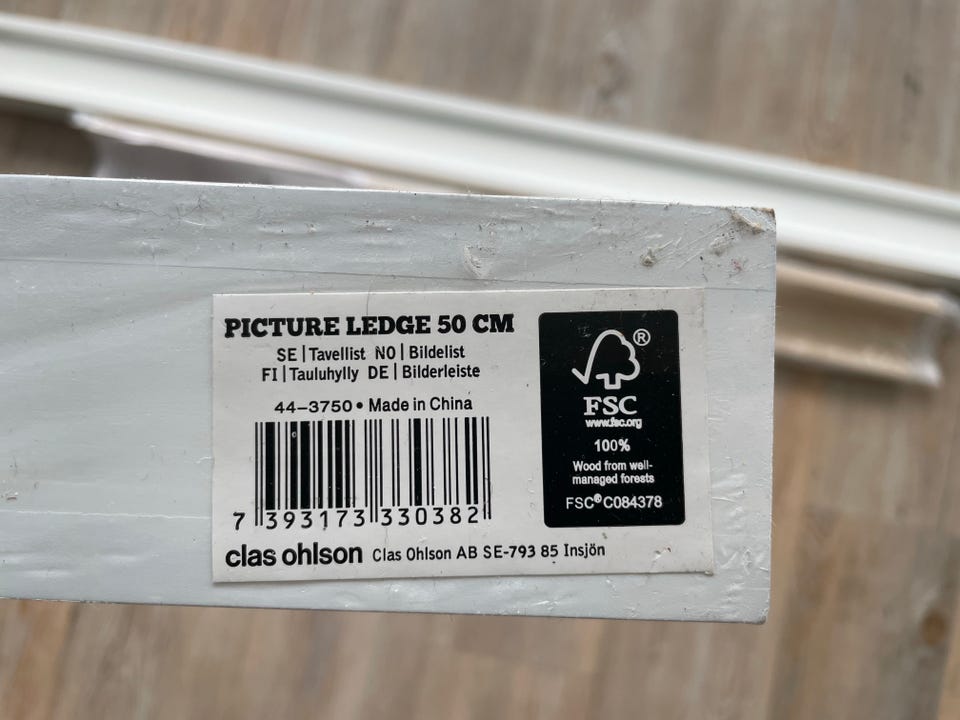 PICTURE LEDGE 50 CM
SE | Tavellist NO | Bildelist
FI | Tauluhylly DE | Bilderleiste
44–3750 • Made in China
7 393173 330382
clas ohlson Clas Ohlson AB SE-793 85 Insjön
®
FSC
www.fsc.org
100%
Wood from well-
managed forests
FSC® C084378